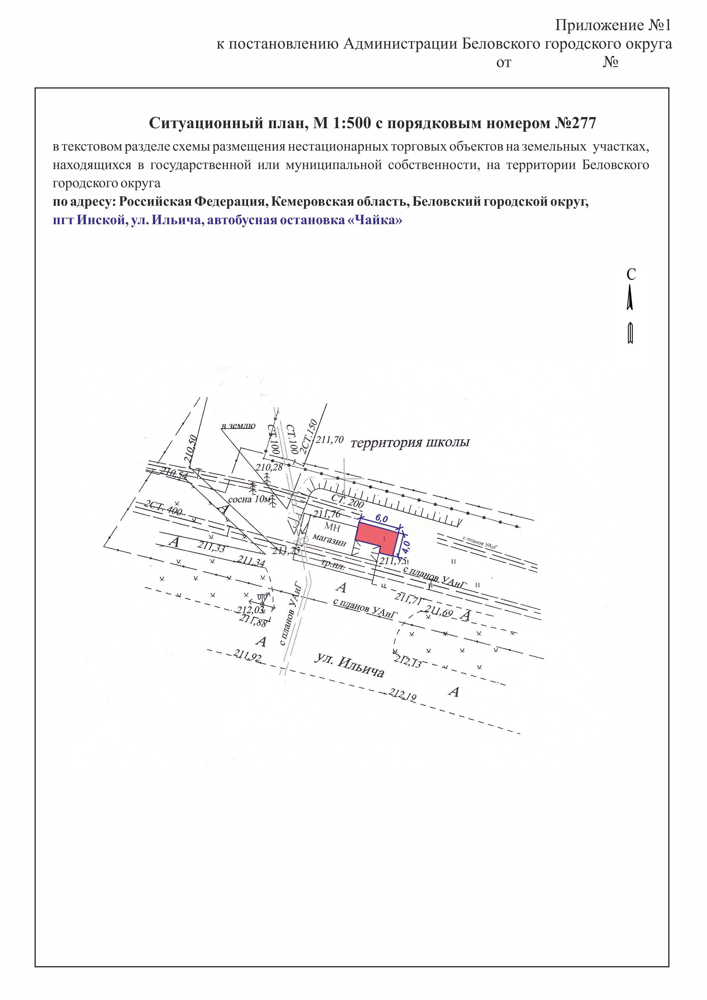 Приложение №1
к постановлению Администрации Беловского городского округа
от №
Ситуационный план, М 1:500 с порядковым номером №277
в текстовом разделе схемы размещения нестационарных торговых объектов на земельных участках,
находящихся в государственной или муниципальной собственности, на территории Беловского
городского округа
по адресу: Российская Федерация, Кемеровская область, Беловский городской округ,
пгт Инской, ул. Ильича, автобусная остановка «Чайка»
С
в землю
СТ.100
СТ.100
2СТ.150
211,70
территория школы
210,50
210,54
210,28
сосна 10м
СТ. 200
2СТ. 400
А
211,76
6,0
МН
магазин
4,0
с планов УАиГ
А
211,33
211,73
211,34
тр.пл.
211,75
с планов УАиГ
А
211,71
с планов УАиГ
211,69
А
212,03
211,88
с планов УАиГ
А
211,92
ул. Ильича
212,13
А
212,19